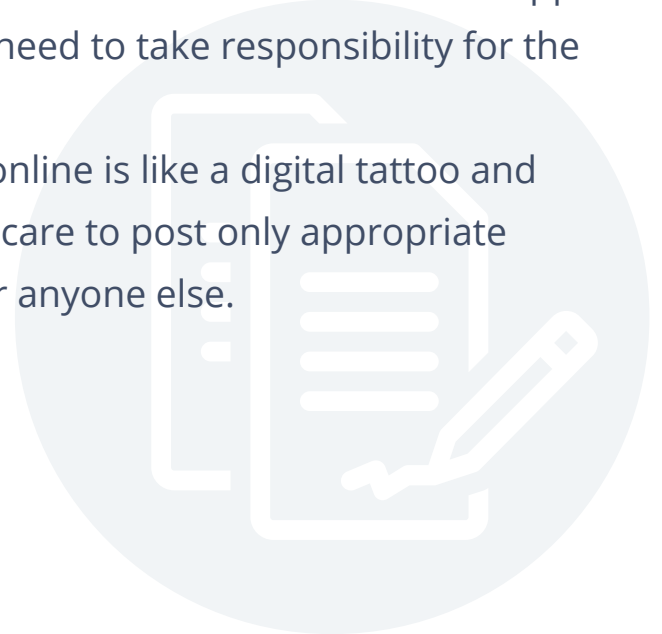 need to take responsibility for the
online is like a digital tattoo and
care to post only appropriate
anyone else.